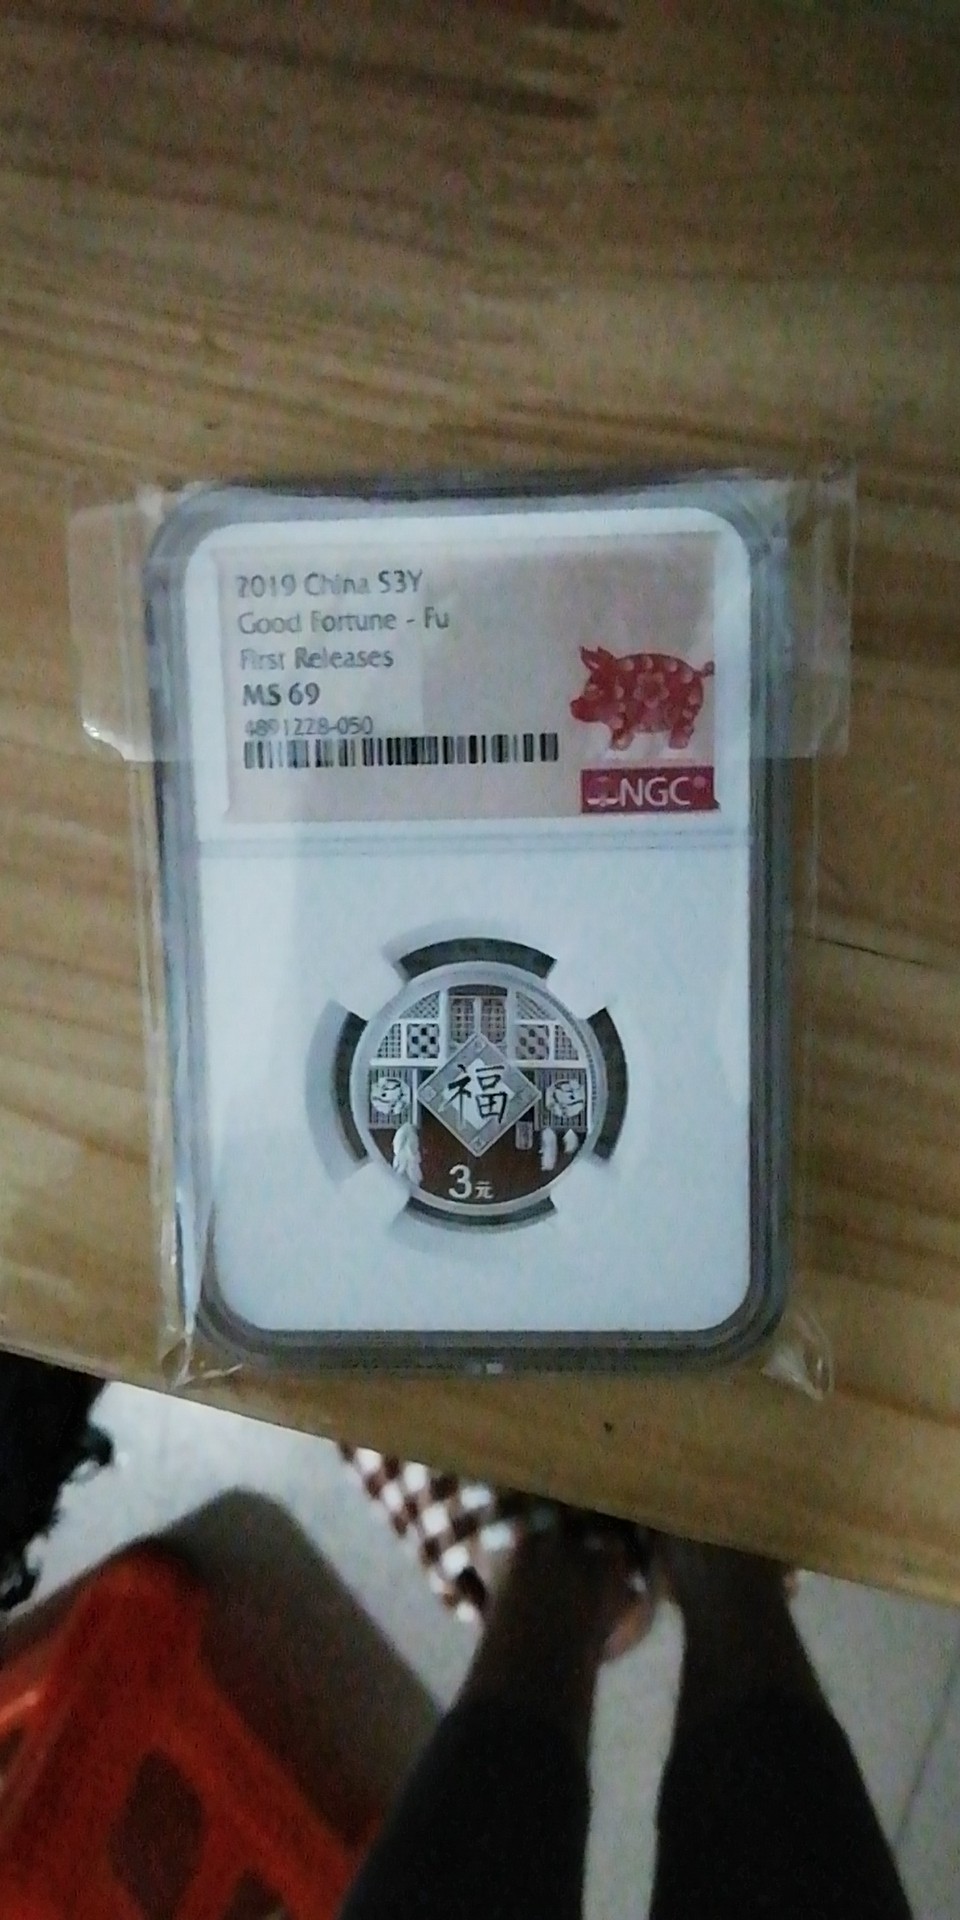 2019 China S3Y
Good Fortune - Fu
First Releases
MS 69
4891228-050
NGC
福
3元